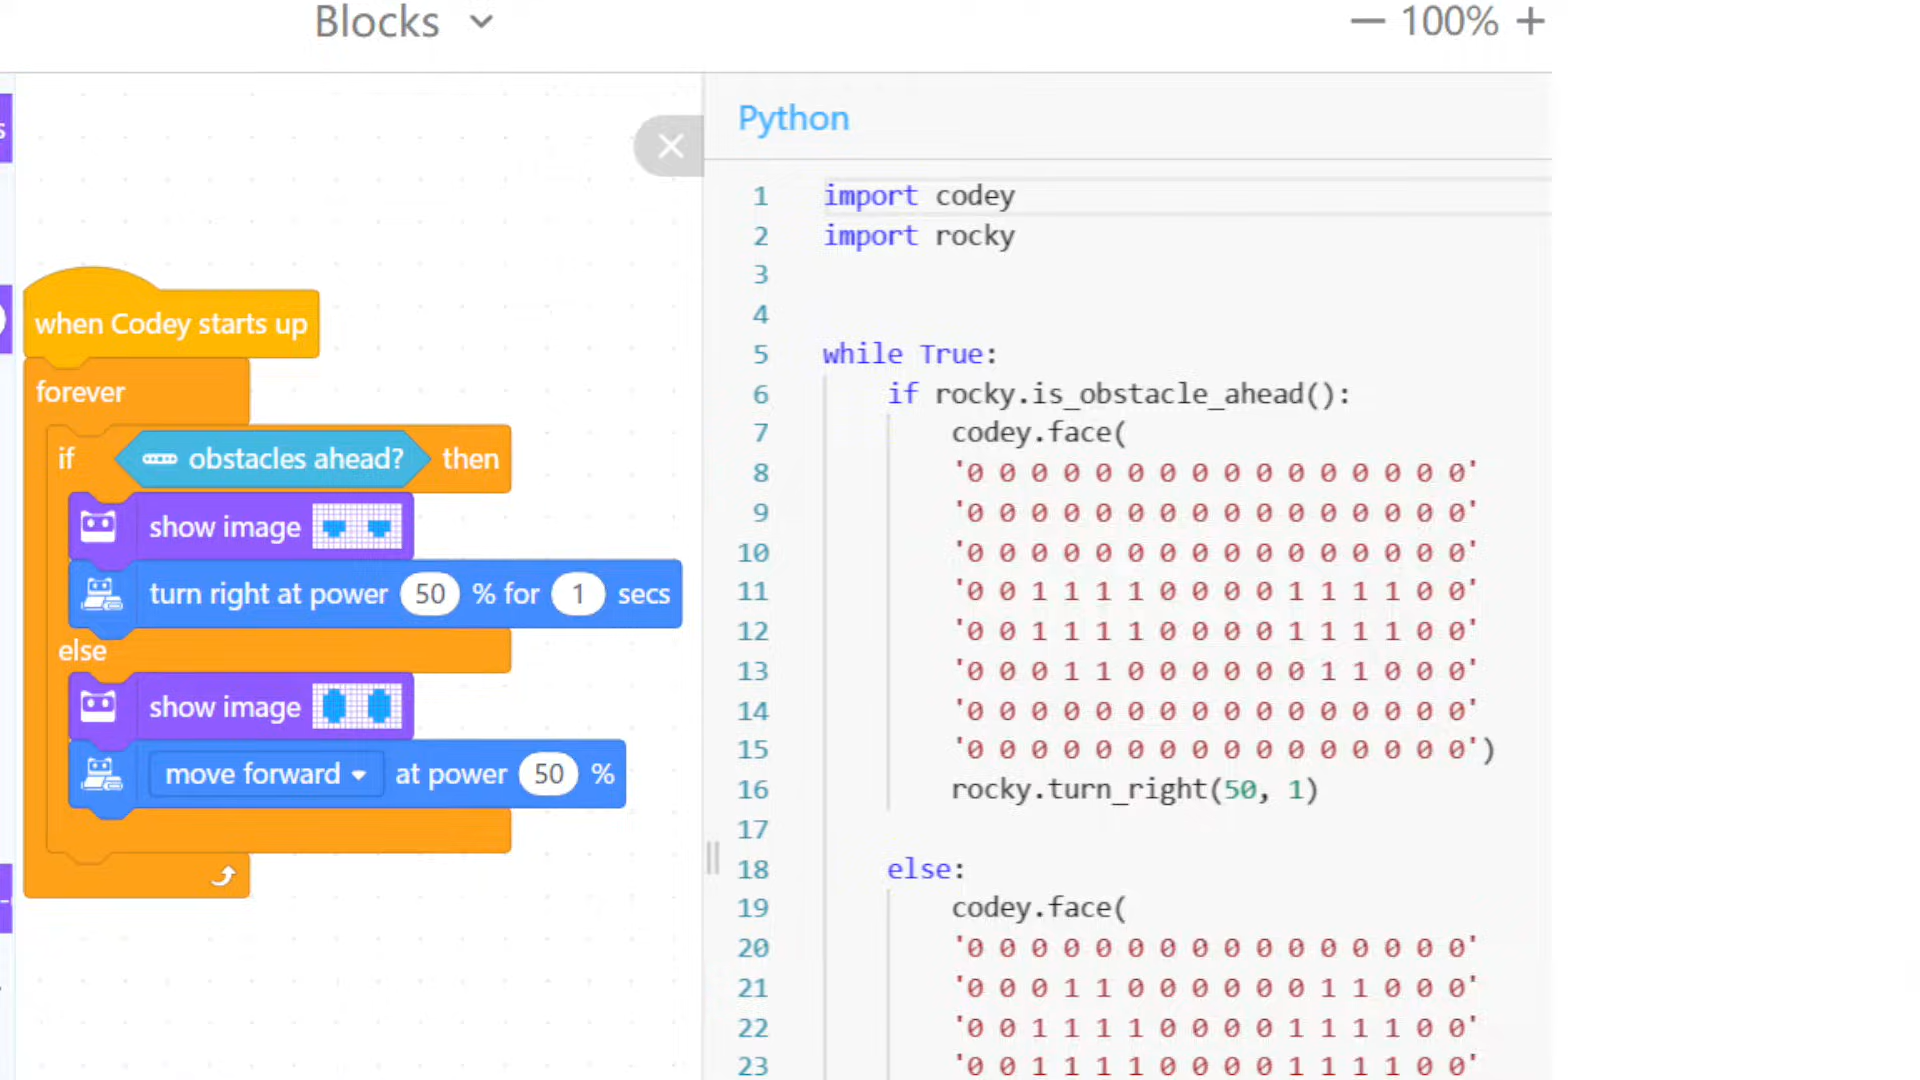 Blocks
— 100% +
s
when Codey starts up
forever
if obstacles ahead? then
show image
turn right at power 50 % for 1 secs
else
show image
move forward at power 50 %
Python
1 import codey
2 import rocky
3
4
5 while True:
6 if rocky.is_obstacle_ahead():
7 codey.face(
8 '0 0 0 0 0 0 0 0 0 0 0 0 0 0 0 0'
9 '0 0 0 0 0 0 0 0 0 0 0 0 0 0 0 0'
10 '0 0 0 0 0 0 0 0 0 0 0 0 0 0 0 0'
11 '0 0 1 1 1 1 0 0 0 0 1 1 1 1 0 0'
12 '0 0 1 1 1 1 0 0 0 0 1 1 1 1 0 0'
13 '0 0 0 1 1 0 0 0 0 0 0 1 1 0 0 0'
14 '0 0 0 0 0 0 0 0 0 0 0 0 0 0 0 0'
15 '0 0 0 0 0 0 0 0 0 0 0 0 0 0 0 0')
16 rocky.turn_right(50, 1)
17
18 else:
19 codey.face(
20 '0 0 0 0 0 0 0 0 0 0 0 0 0 0 0 0'
21 '0 0 0 1 1 0 0 0 0 0 0 1 1 0 0 0'
22 '0 0 1 1 1 1 0 0 0 0 1 1 1 1 0 0'
23 '0 0 1 1 1 1 0 0 0 0 1 1 1 1 0 0'